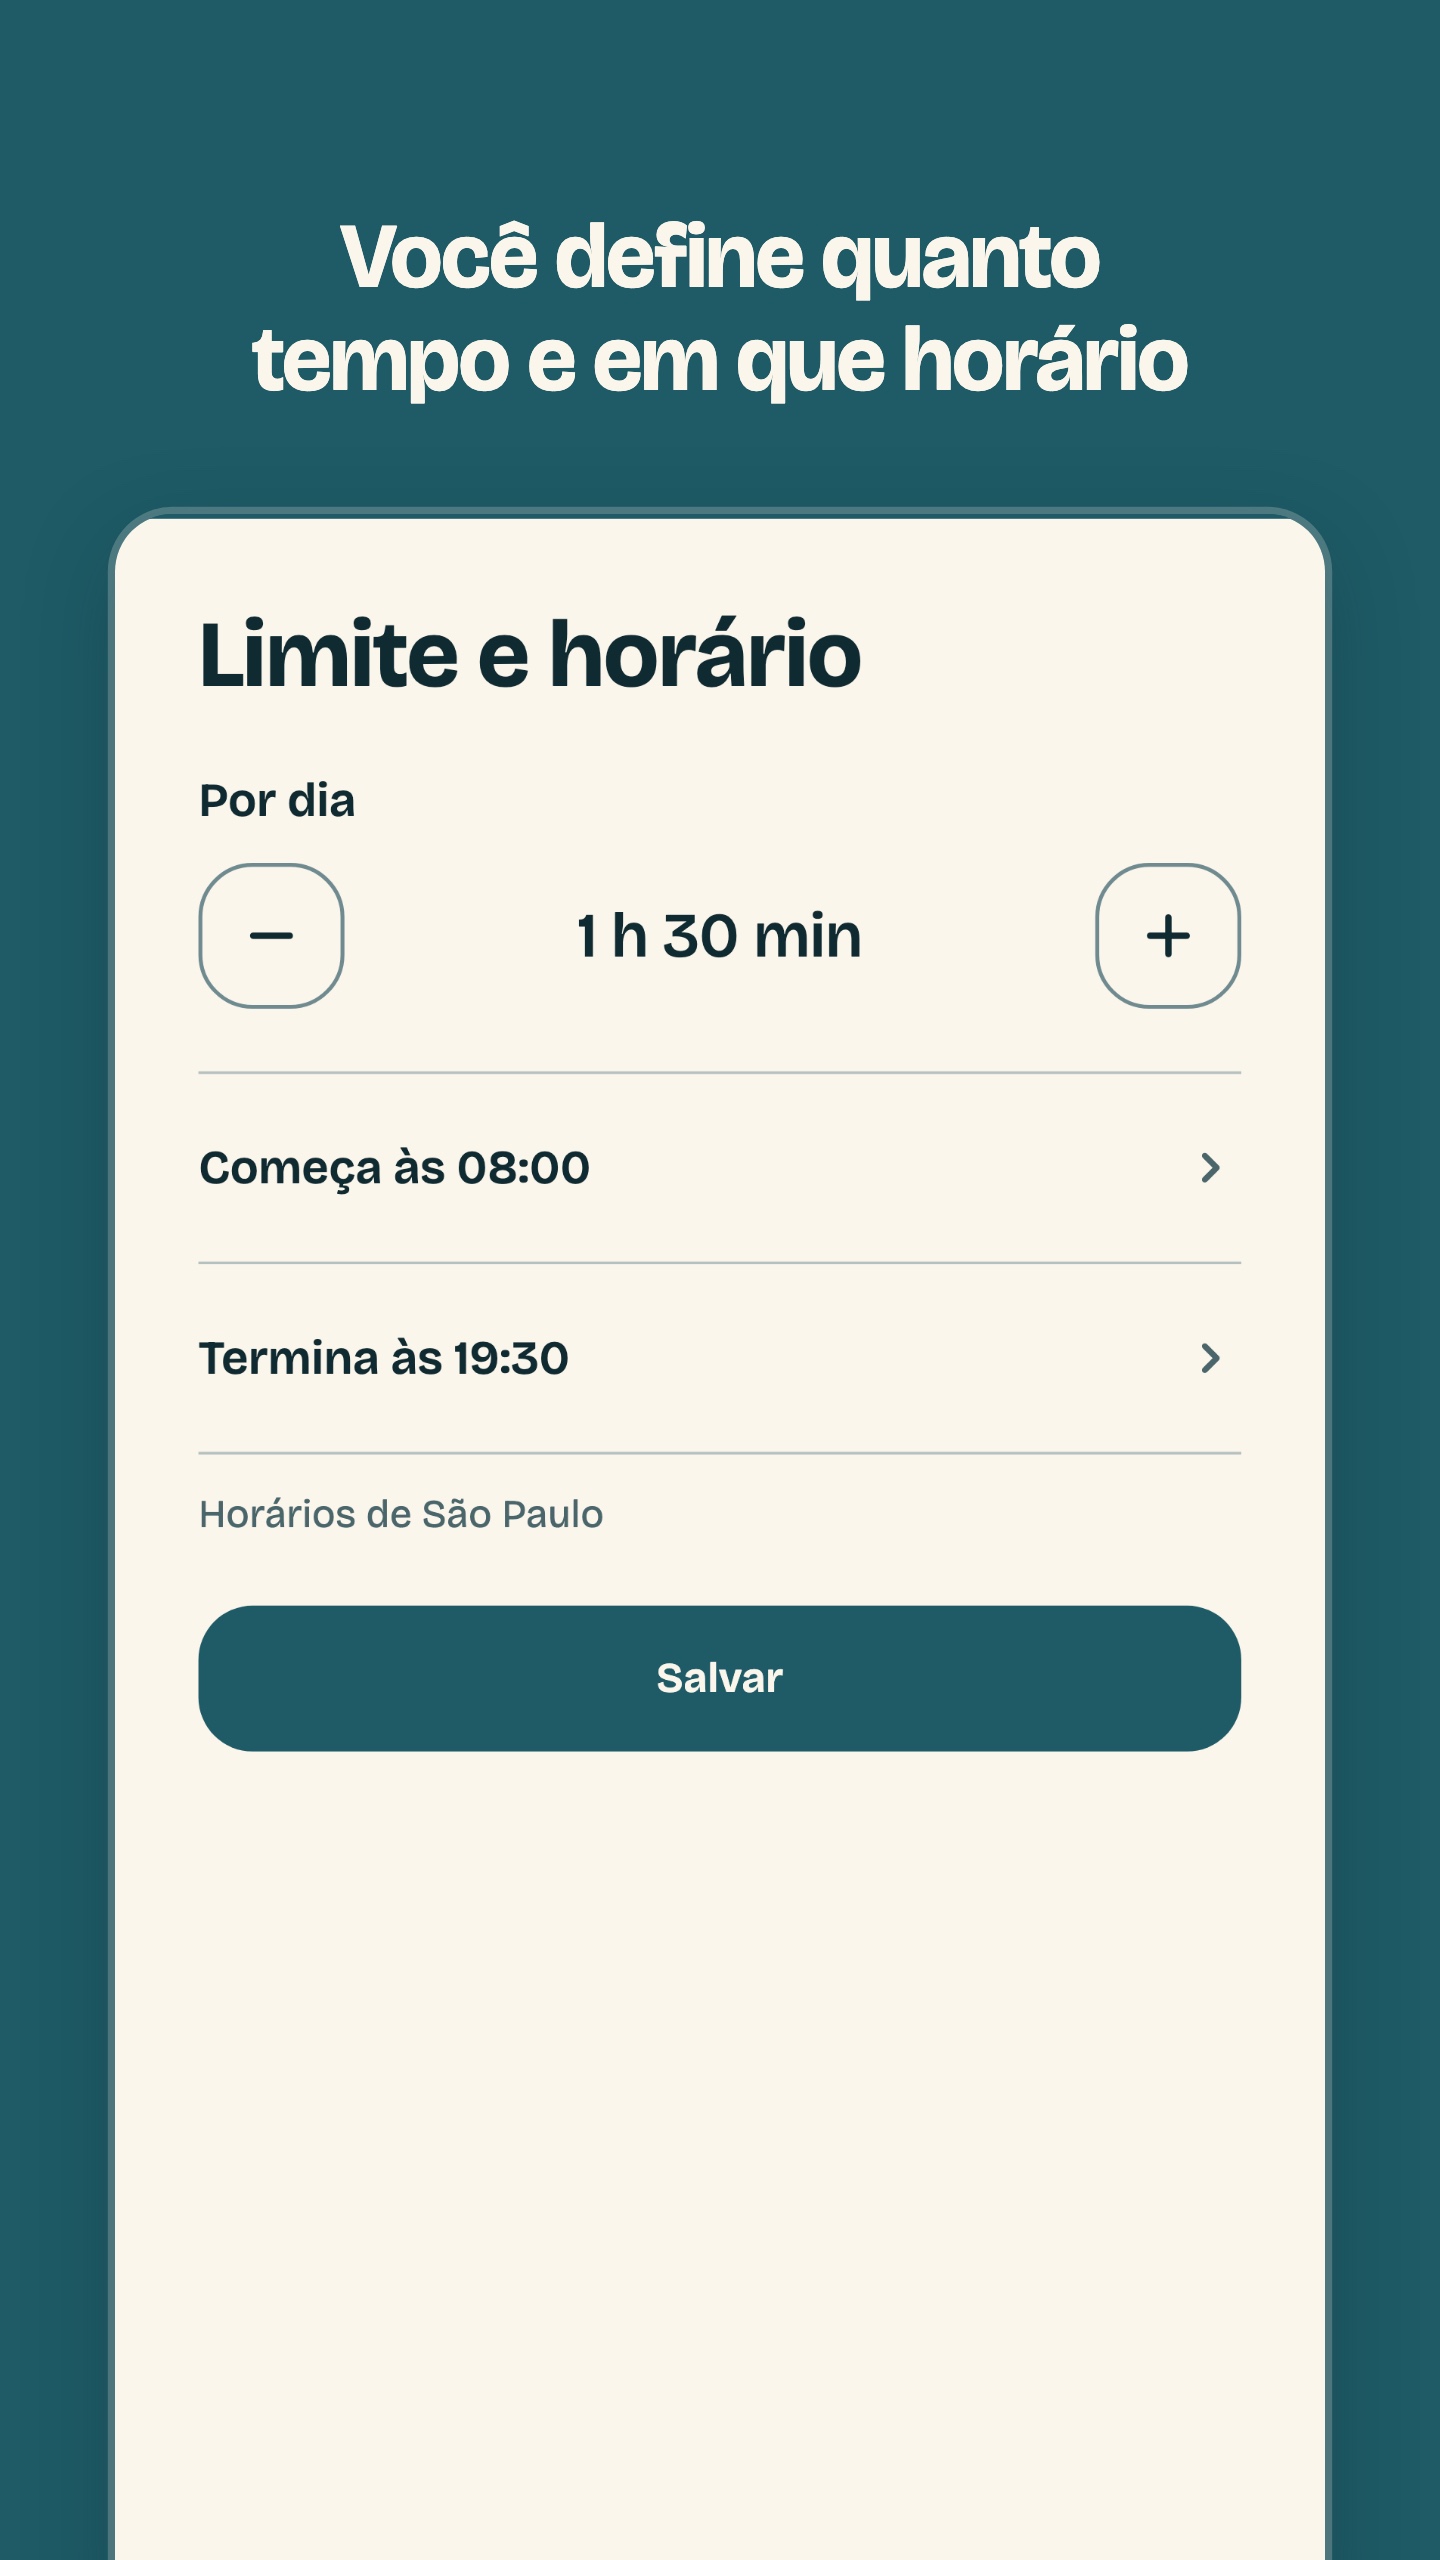 Você define quanto
tempo e em que horário
Limite e horário
Por dia
1 h 30 min
Começa às 08:00
Termina às 19:30
Horários de São Paulo
Salvar